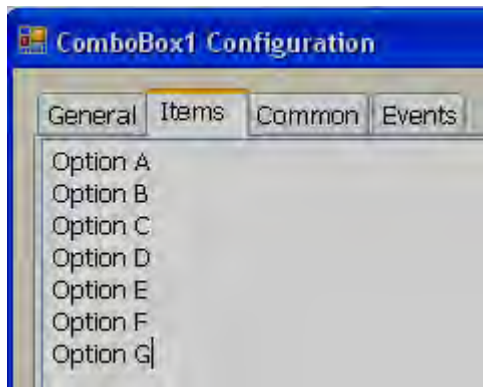 ComboBox1 Configuration
General Items Common Events
Option A
Option B
Option C
Option D
Option E
Option F
Option G